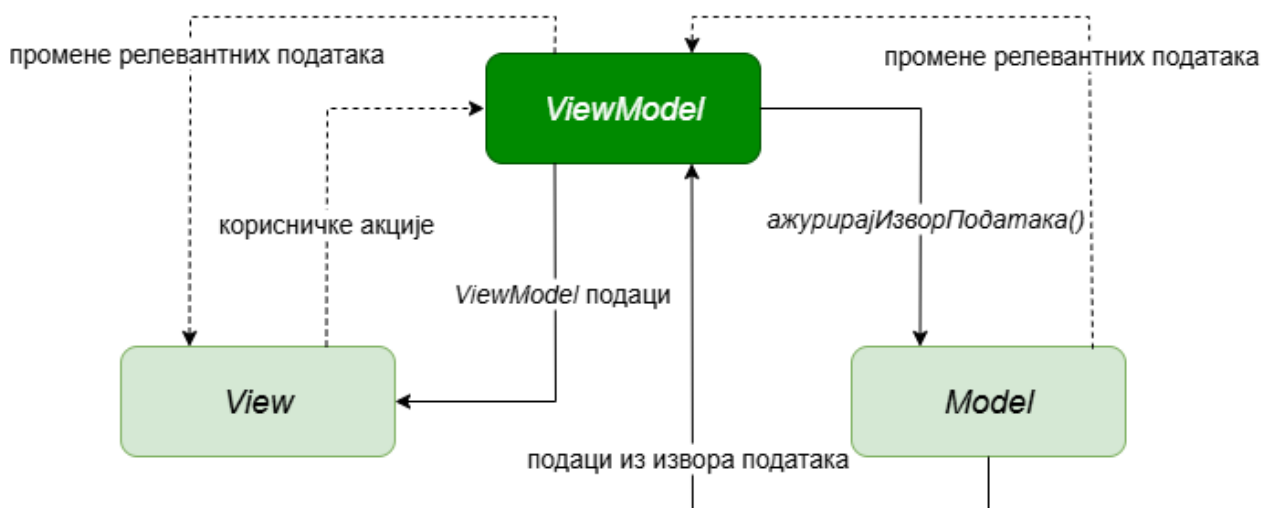 промене релевантних података
промене релевантних података
ViewModel
корисничке акције
ажурирајИзворПодатака()
ViewModel подаци
View
Model
подаци из извора података